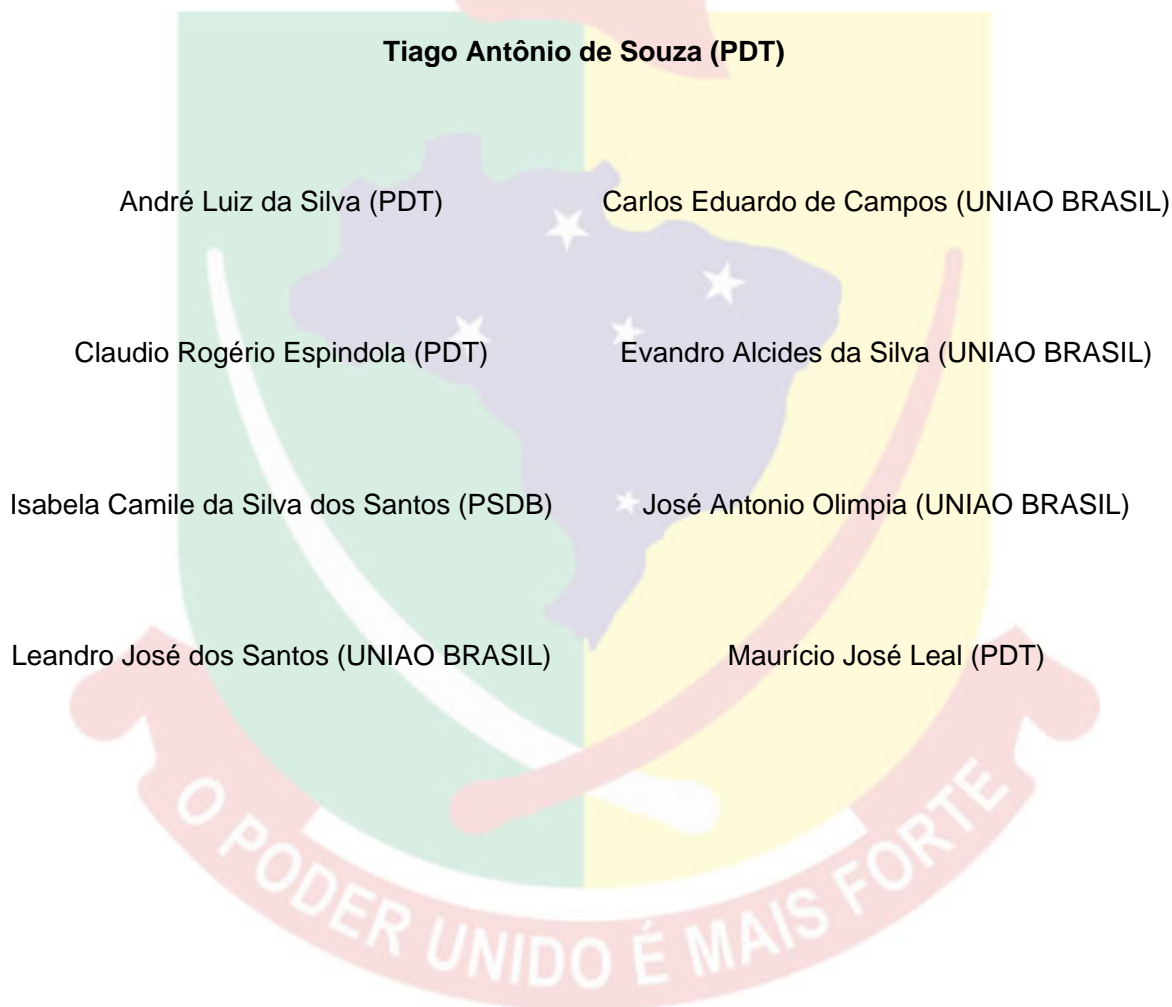 Tiago Antônio de Souza (PDT)
André Luiz da Silva (PDT) Carlos Eduardo de Campos (UNIAO BRASIL)
Claudio Rogério Espindola (PDT) Evandro Alcides da Silva (UNIAO BRASIL)
Isabela Camile da Silva dos Santos (PSDB) José Antonio Olimpia (UNIAO BRASIL)
Leandro José dos Santos (UNIAO BRASIL) Maurício José Leal (PDT)
O PODER UNIDO É MAIS FORTE